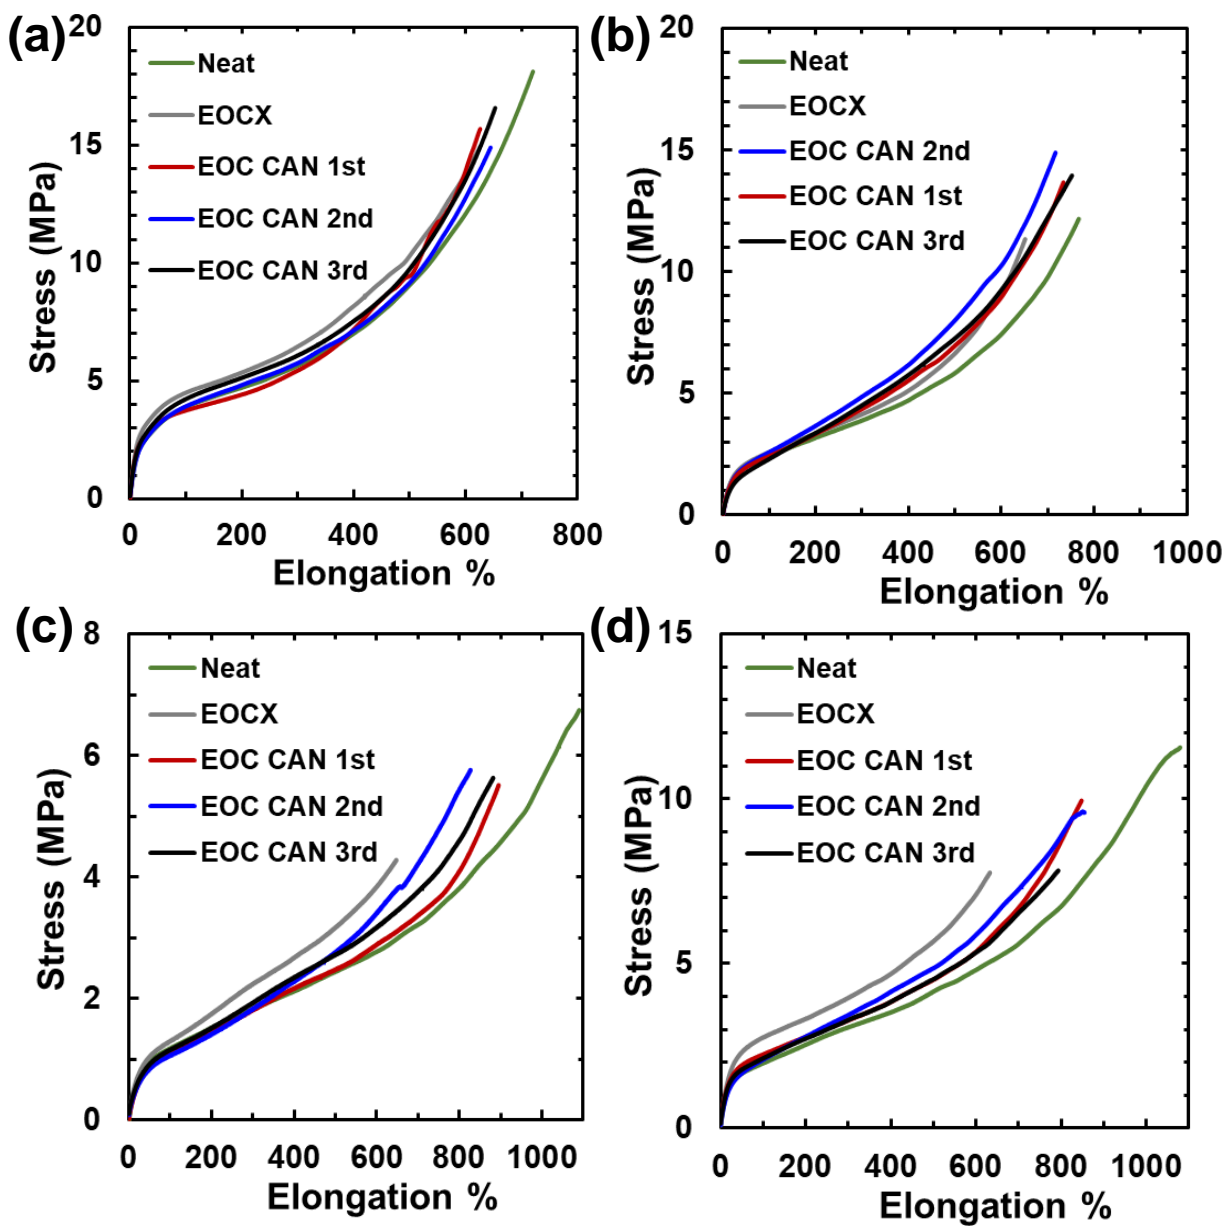 (a)
20
15
10
5
0
Stress (MPa)
Neat
EOCX
EOC CAN 1st
EOC CAN 2nd
EOC CAN 3rd
0 200 400 600 800
Elongation %
(b)
20
15
10
5
0
Stress (MPa)
Neat
EOCX
EOC CAN 2nd
EOC CAN 1st
EOC CAN 3rd
0 200 400 600 800 1000
Elongation %
(c)
8
6
4
2
0
Stress (MPa)
Neat
EOCX
EOC CAN 1st
EOC CAN 2nd
EOC CAN 3rd
0 200 400 600 800 1000
Elongation %
(d)
15
10
5
0
Stress (MPa)
Neat
EOCX
EOC CAN 1st
EOC CAN 2nd
EOC CAN 3rd
0 200 400 600 800 1000
Elongation %